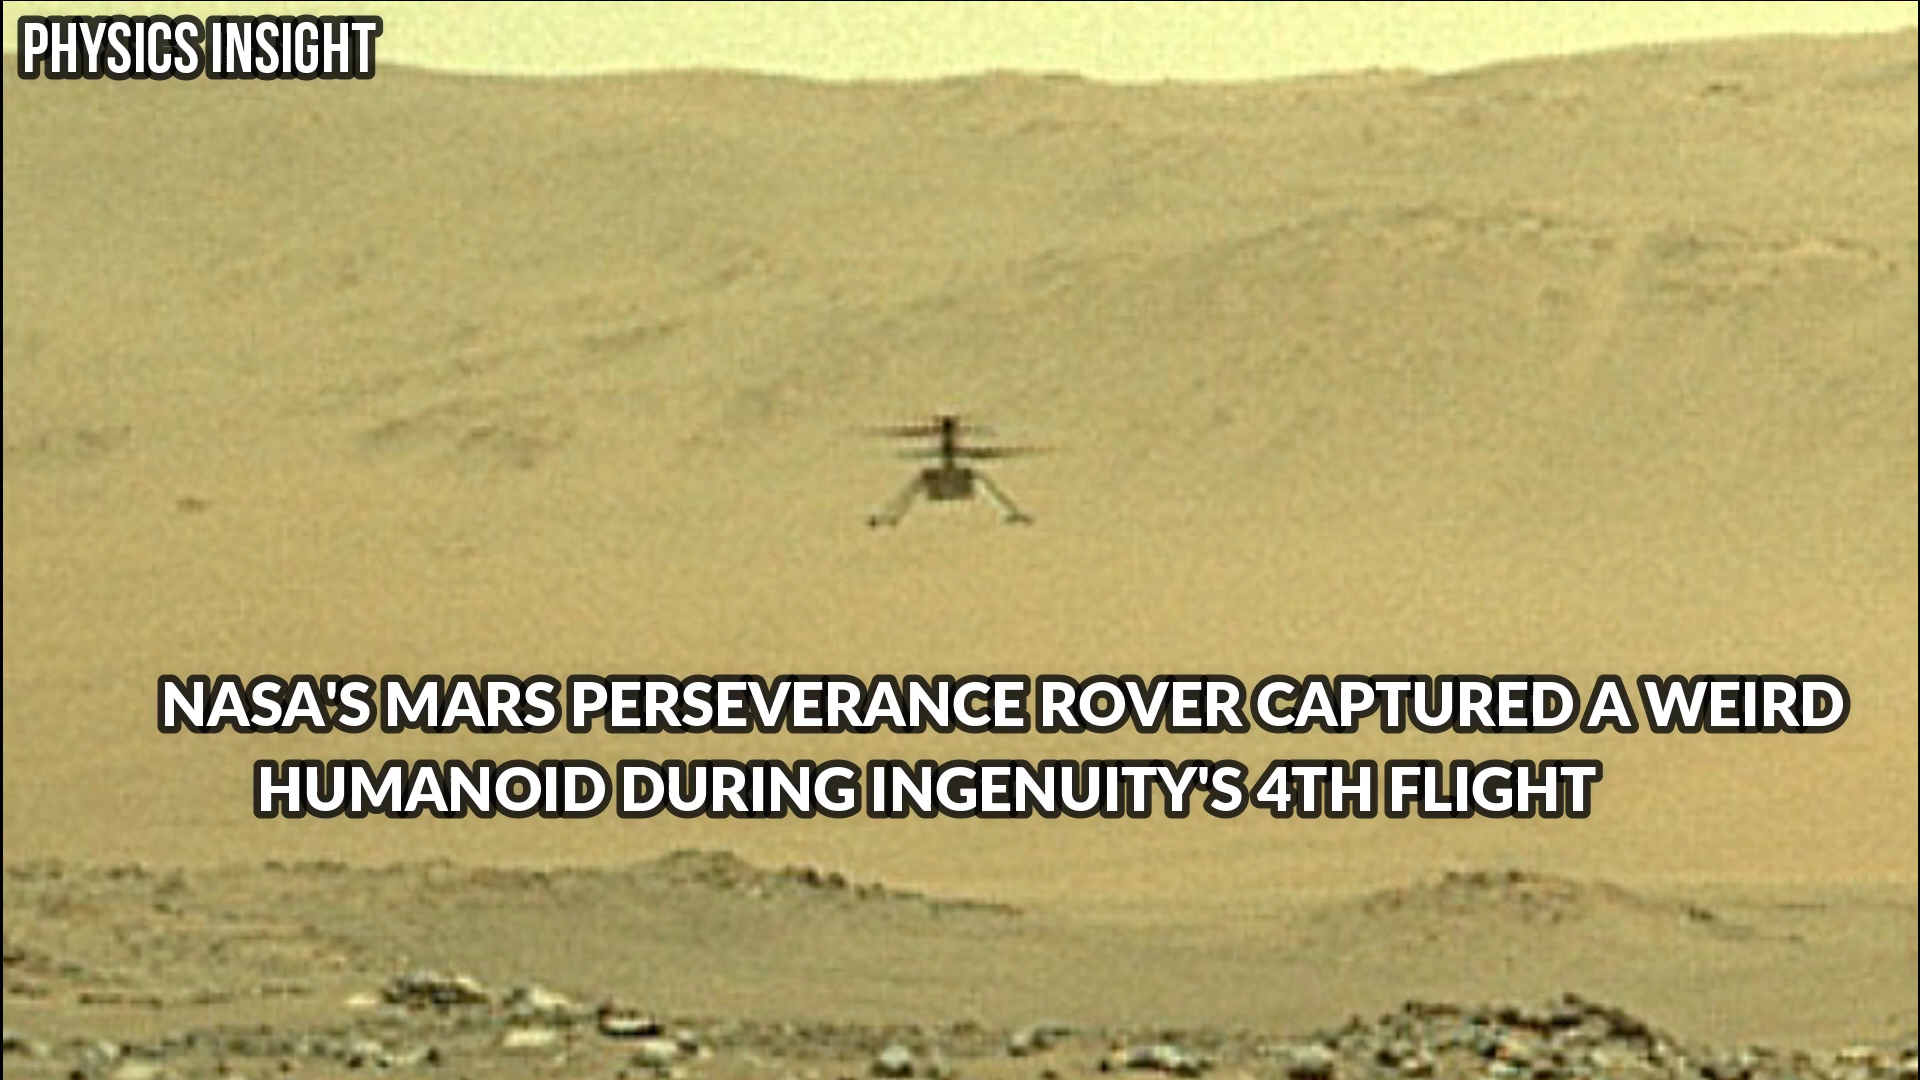 PHYSICS INSIGHT
NASA'S MARS PERSEVERANCE ROVER CAPTURED A WEIRD
HUMANOID DURING INGENUITY'S 4TH FLIGHT